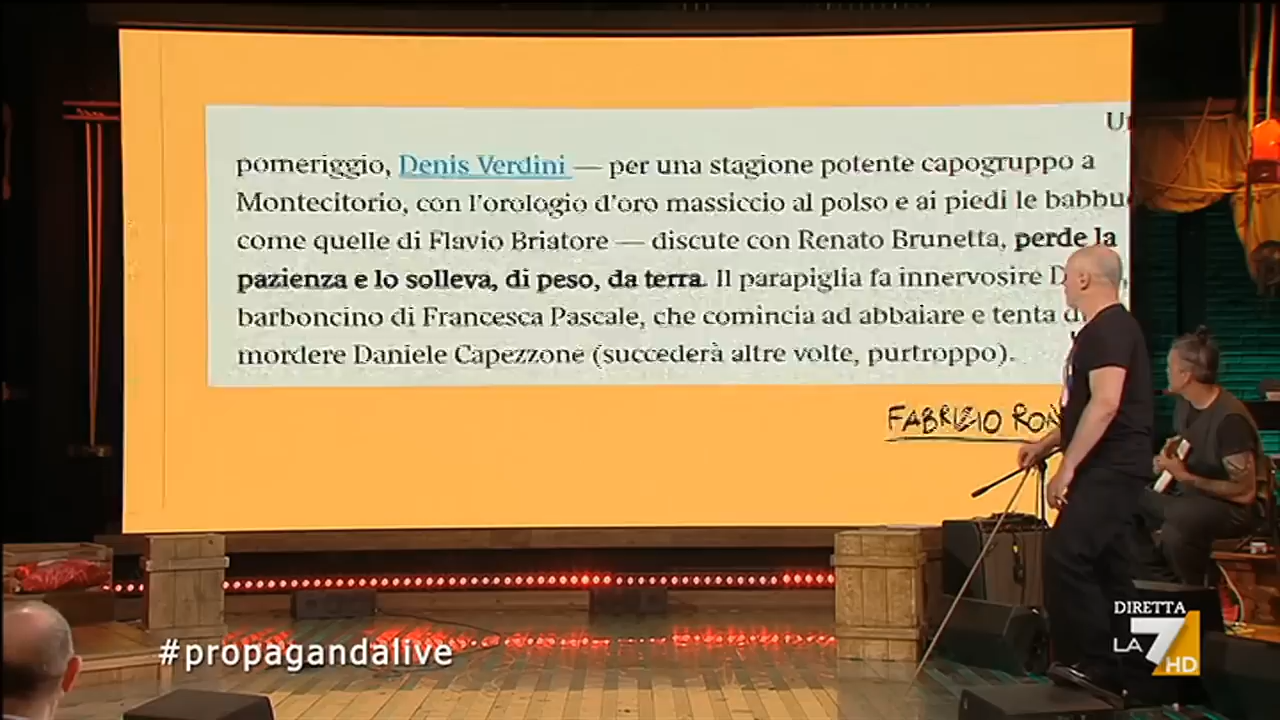 pomeriggio, Denis Verdini — per una stagione potente capogruppo a
Montecitorio, con l'orologio d'oro massiccio al polso e ai piedi le
come quelle di Flavio Briatore — discute con Renato Brunetta, perde la
pazienza e lo solleva, di peso, da terra. Il parapiglia fa innervosire
barboncino di Francesca Pascale, che comincia ad abbaiare e tenta
mordere Daniele Capezzone (succederà altre volte, purtroppo).
FABRIZIO
#propagandalive
DIRETTA
LA 7 HD